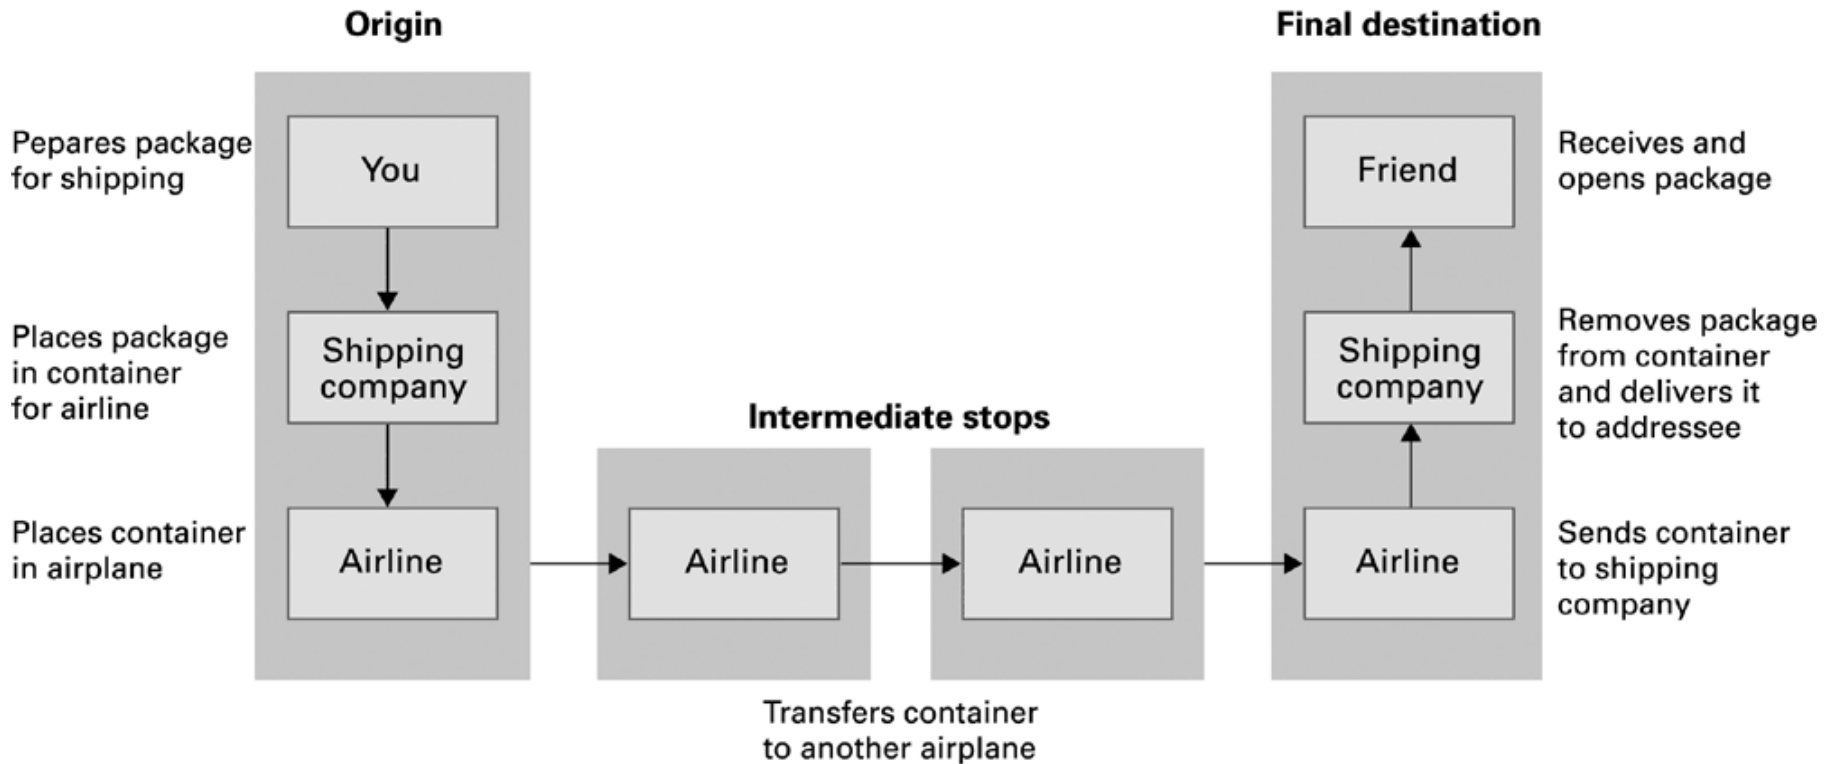 Origin
Final destination
Pepares package
for shipping
You
Friend
Receives and
opens package
Places package
in container
for airline
Shipping
company
Shipping
company
Removes package
from container
and delivers it
to addressee
Intermediate stops
Places container
in airplane
Airline
Airline
Airline
Airline
Sends container
to shipping
company
Transfers container
to another airplane